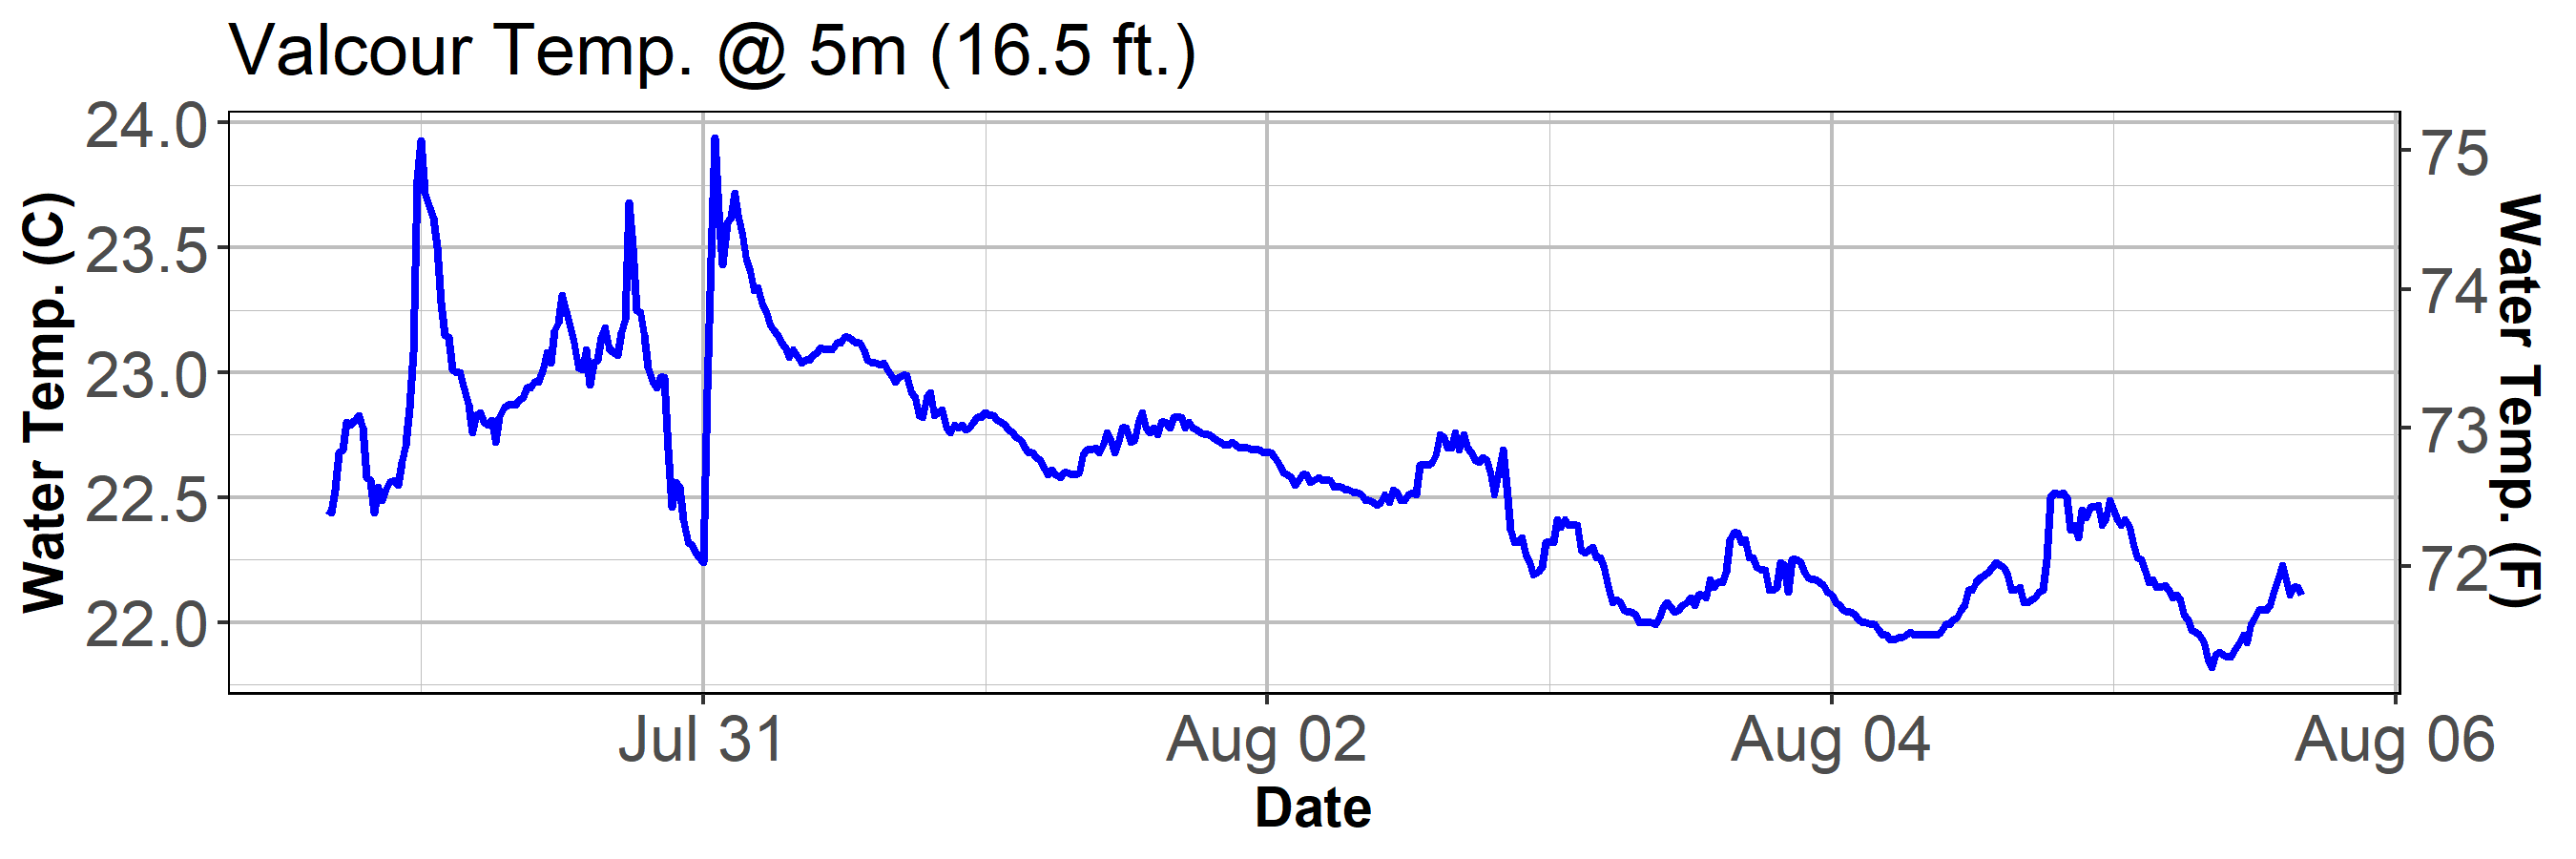 Valcour Temp. @ 5m (16.5 ft.)
Water Temp. (C)
24.0
23.5
23.0
22.5
22.0
75
74
73
72
Water Temp. (F)
Jul 31
Aug 02
Aug 04
Aug 06
Date